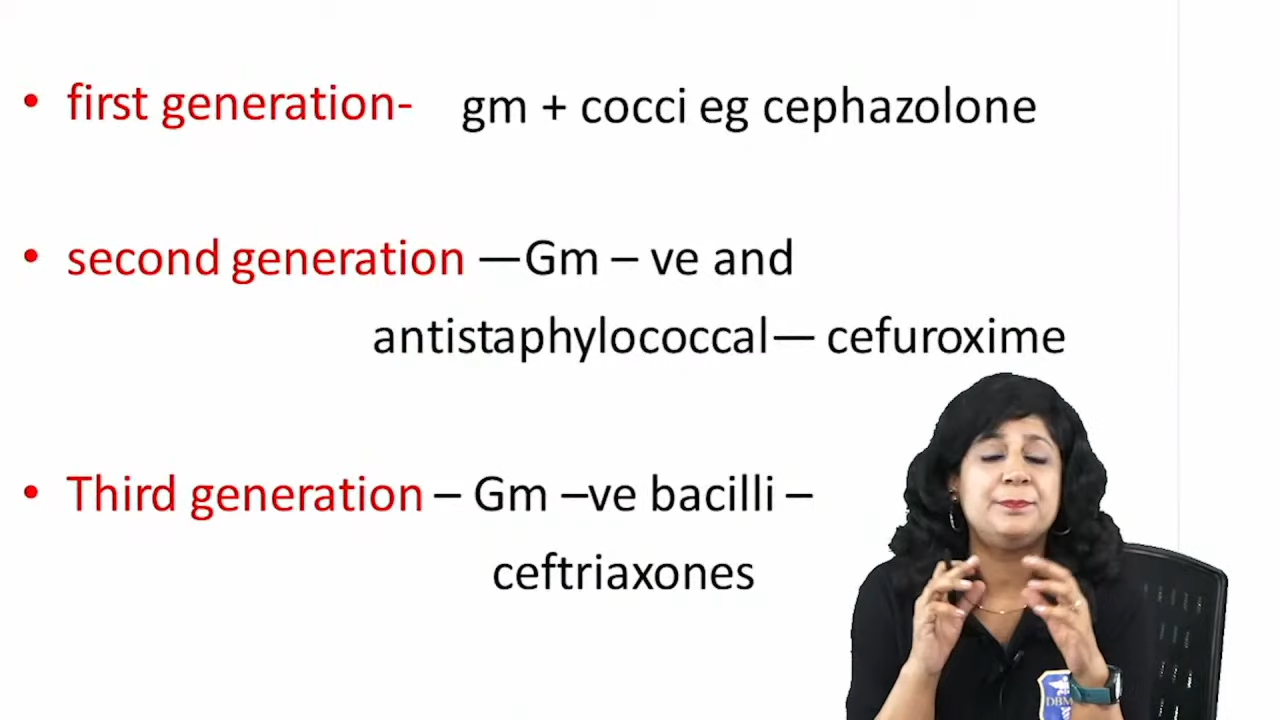 • first generation- gm + cocci eg cephazolone
• second generation —Gm – ve and
antistaphylococcal— cefuroxime
• Third generation – Gm –ve bacilli –
ceftriaxones
DBM